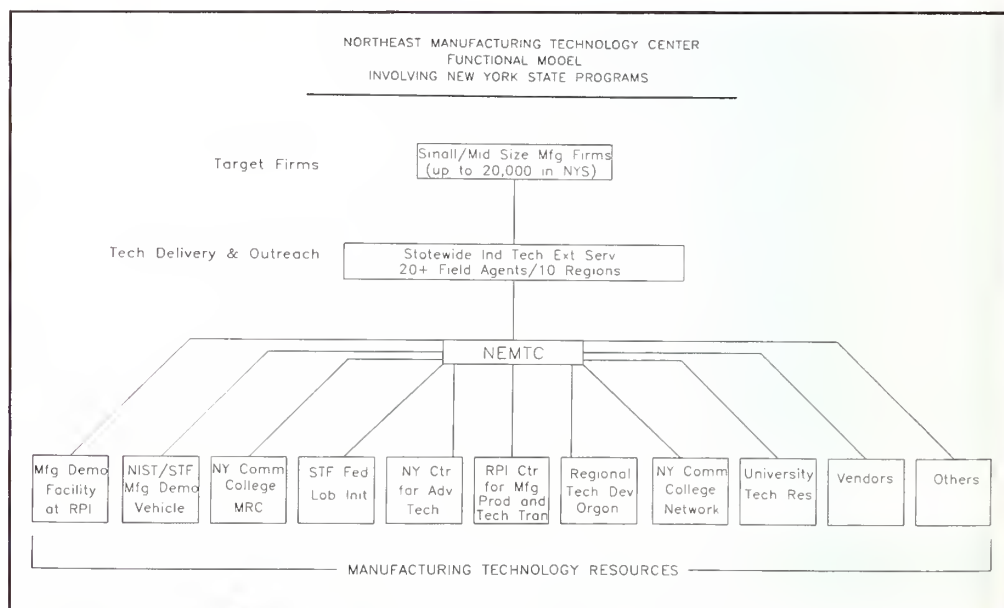 NORTHEAST MANUFACTURING TECHNOLOGY CENTER
FUNCTIONAL MODEL
INVOLVING NEW YORK STATE PROGRAMS
Target Firms
Small/Mid Size Mfg Firms
(up to 20,000 in NYS)
Tech Delivery & Outreach
Statewide Ind Tech Ext Serv
20+ Field Agents/10 Regions
NEMTC
Mfg Demo
Facility
at RPI
NIST/STF
Mfg Demo
Vehicle
NY Comm
College
MRC
STF Fed
Lab Init
NY Ctr
for Adv
Tech
RPI Ctr
for Mfg
Prod and
Tech Tran
Regional
Tech Dev
Organ
NY Comm
College
Network
University
Tech Res
Vendors
Others
MANUFACTURING TECHNOLOGY RESOURCES